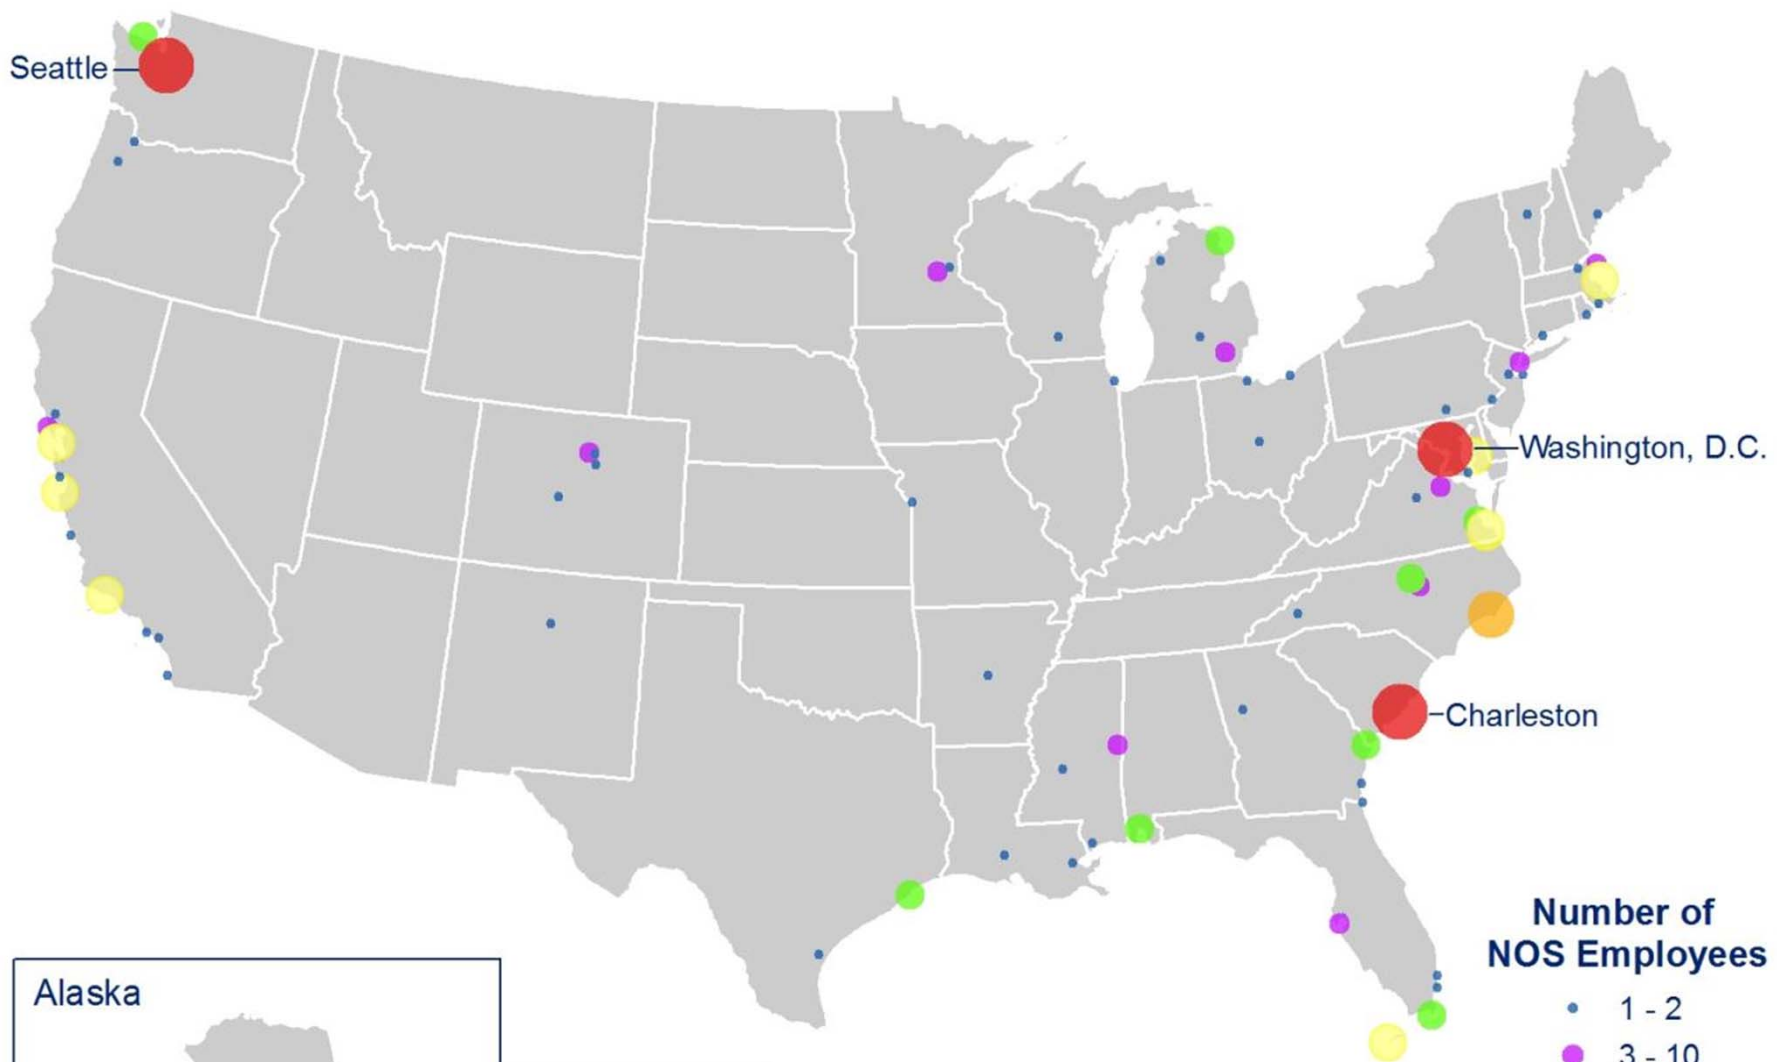 Seattle
Washington, D.C.
Charleston
Number of
NOS Employees
1 - 2
3 - 10
Alaska